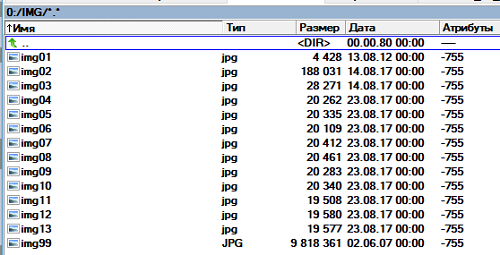 0:/IMG/*.*
↑Имя Тип Размер Дата Атрибуты
.. <DIR> 00.00.80 00:00 ----
img01 jpg 4 428 13.08.12 00:00 -755
img02 jpg 188 031 14.08.17 00:00 -755
img03 jpg 28 271 14.08.17 00:00 -755
img04 jpg 20 262 23.08.17 00:00 -755
img05 jpg 20 335 23.08.17 00:00 -755
img06 jpg 20 109 23.08.17 00:00 -755
img07 jpg 20 412 23.08.17 00:00 -755
img08 jpg 20 461 23.08.17 00:00 -755
img09 jpg 20 283 23.08.17 00:00 -755
img10 jpg 20 340 23.08.17 00:00 -755
img11 jpg 19 508 23.08.17 00:00 -755
img12 jpg 19 580 23.08.17 00:00 -755
img13 jpg 19 577 23.08.17 00:00 -755
img99 JPG 9 818 361 02.06.07 00:00 -755